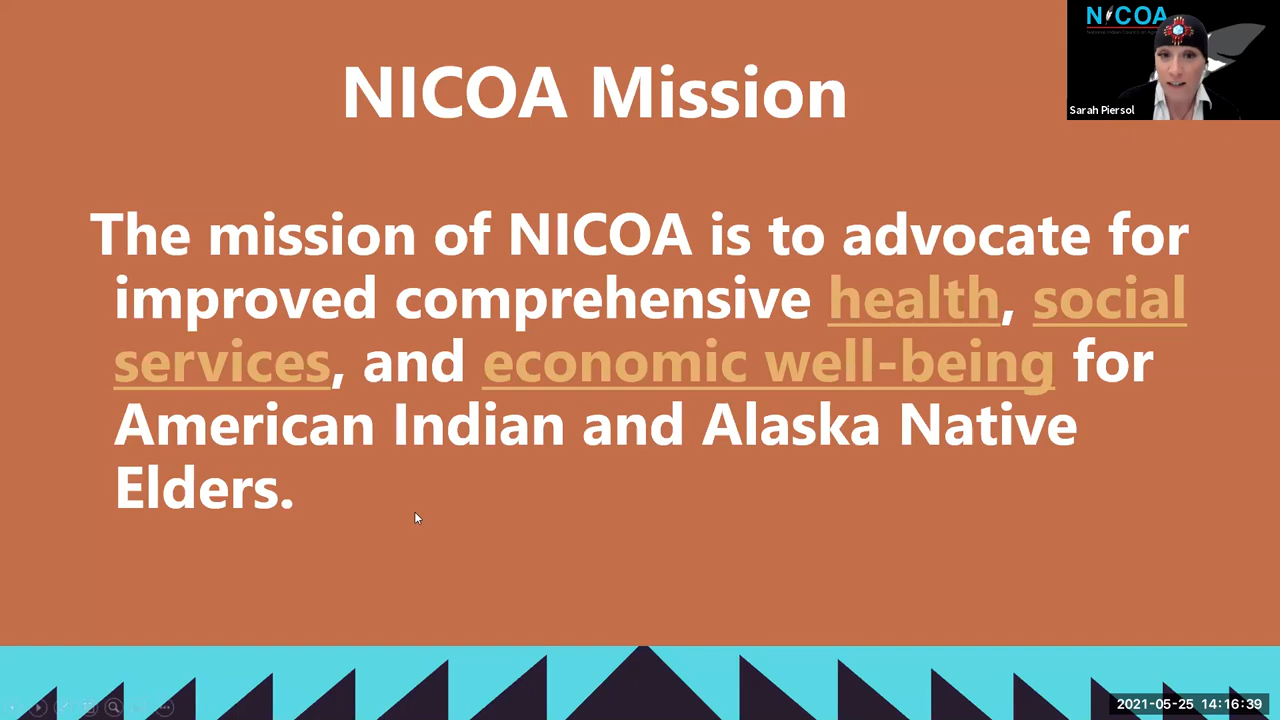 NICOA
NICOA Mission
Sarah Piersol
The mission of NICOA is to advocate for
improved comprehensive health, social
services, and economic well-being for
American Indian and Alaska Native
Elders.
2021-05-25 14:16:39